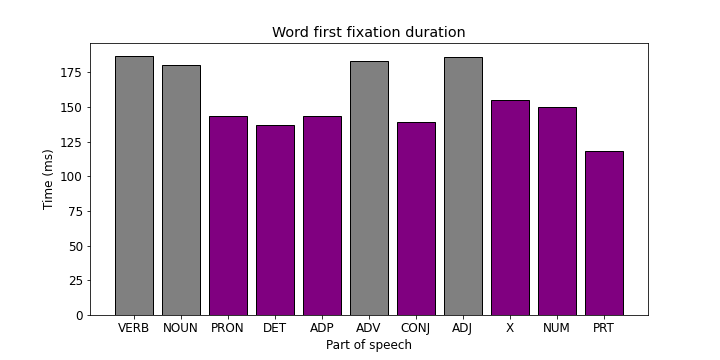 Word first fixation duration
Time (ms)
175
150
125
100
75
50
25
0
VERB NOUN PRON DET ADP ADV CONJ ADJ X NUM PRT
Part of speech